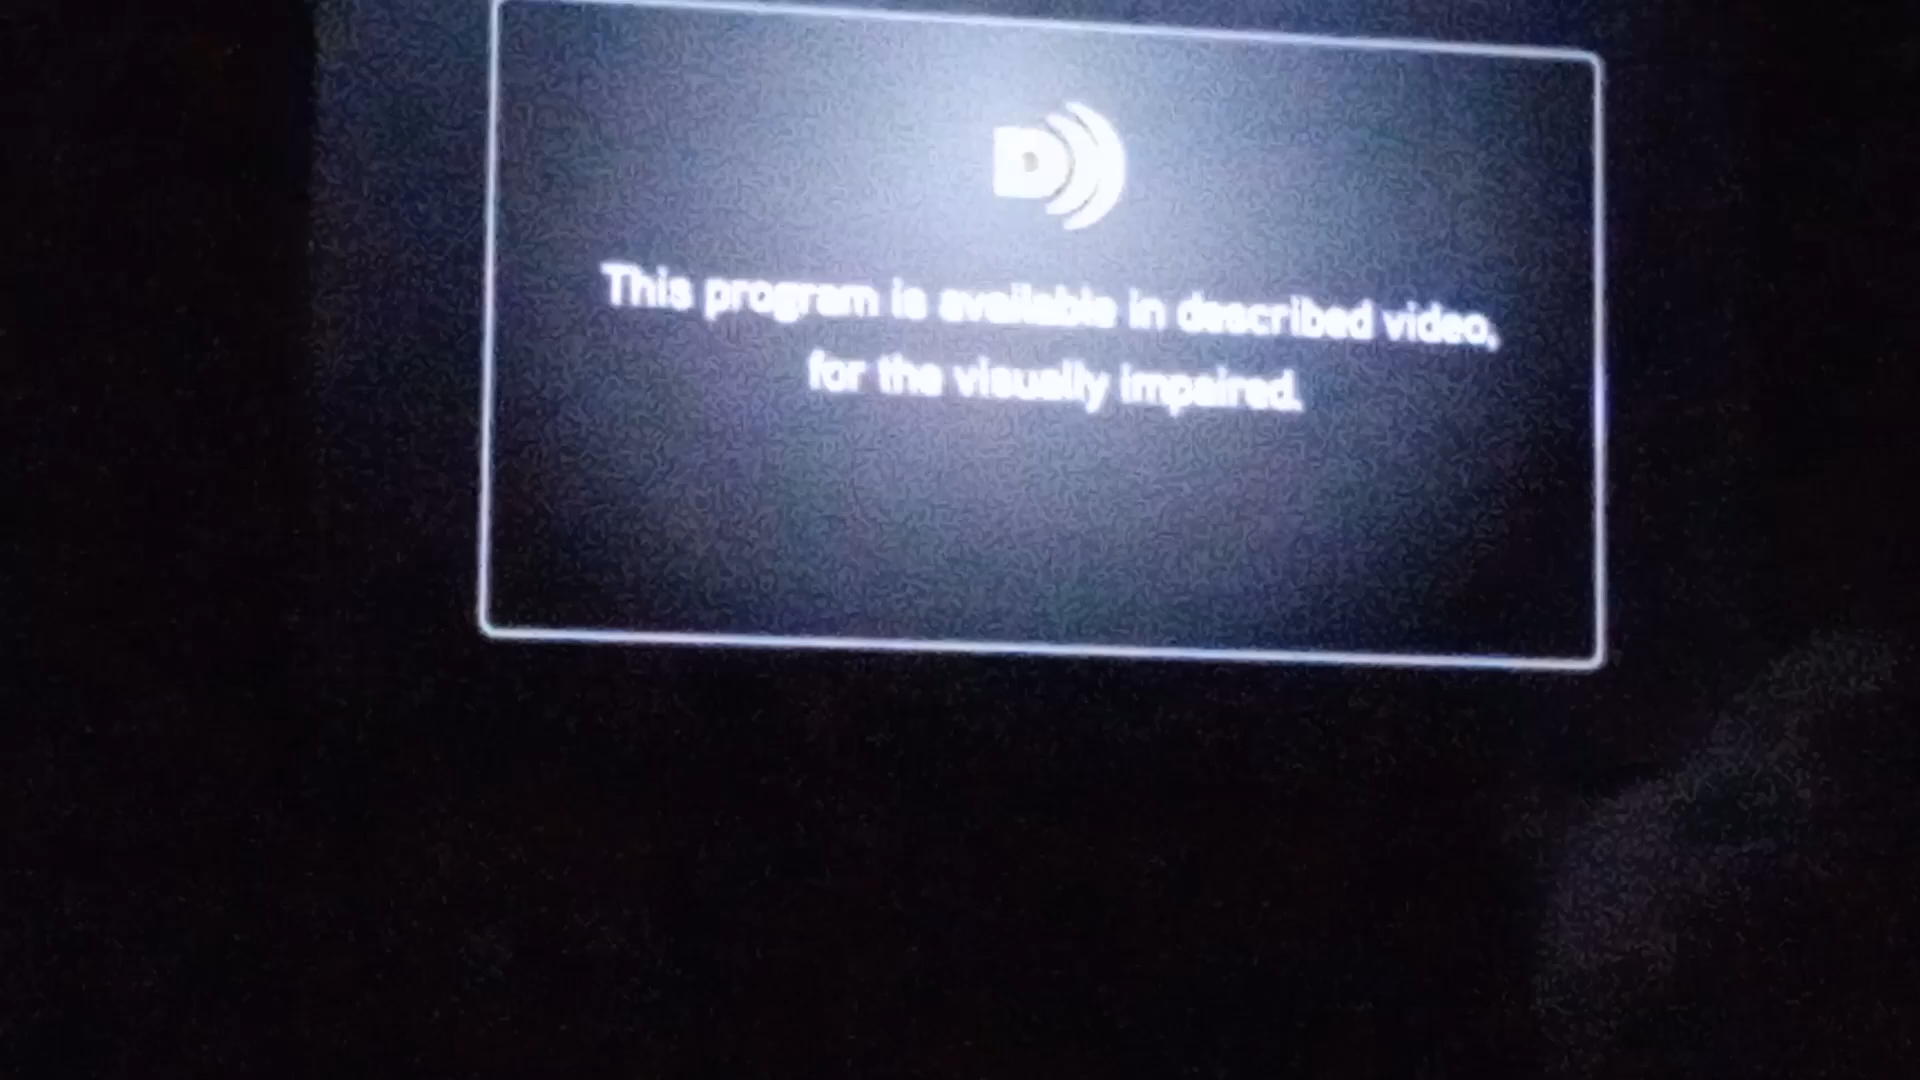 D
This program is available in described video,
for the visually impaired.